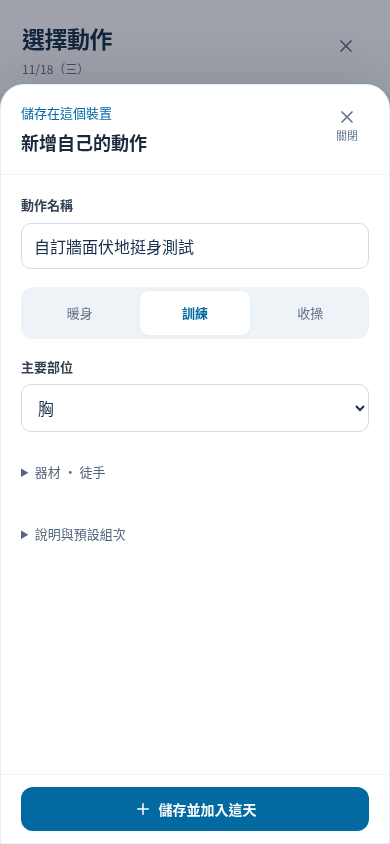 選擇動作
11/18（三）
儲存在這個裝置
新增自己的動作
關閉
動作名稱
自訂牆面伏地挺身測試
暖身
訓練
收操
主要部位
胸
器材 · 徒手
說明與預設組次
儲存並加入這天